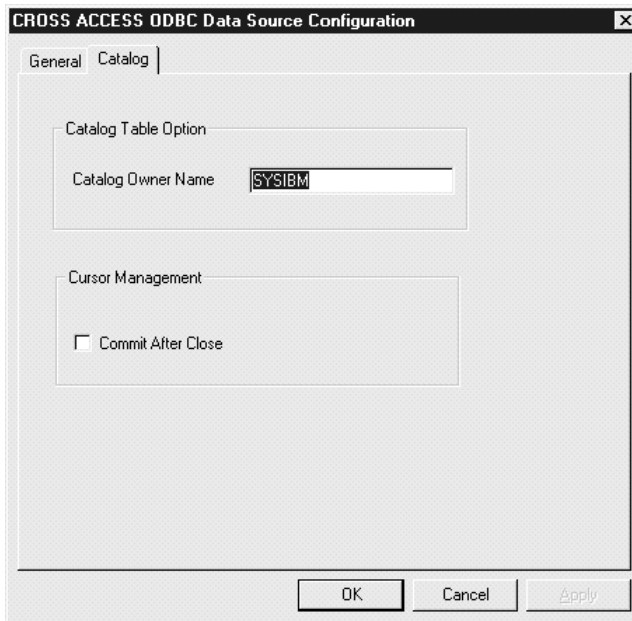 CROSS ACCESS ODBC Data Source Configuration
General Catalog
Catalog Table Option
Catalog Owner Name SYSIBM
Cursor Management
Commit After Close
OK Cancel Apply